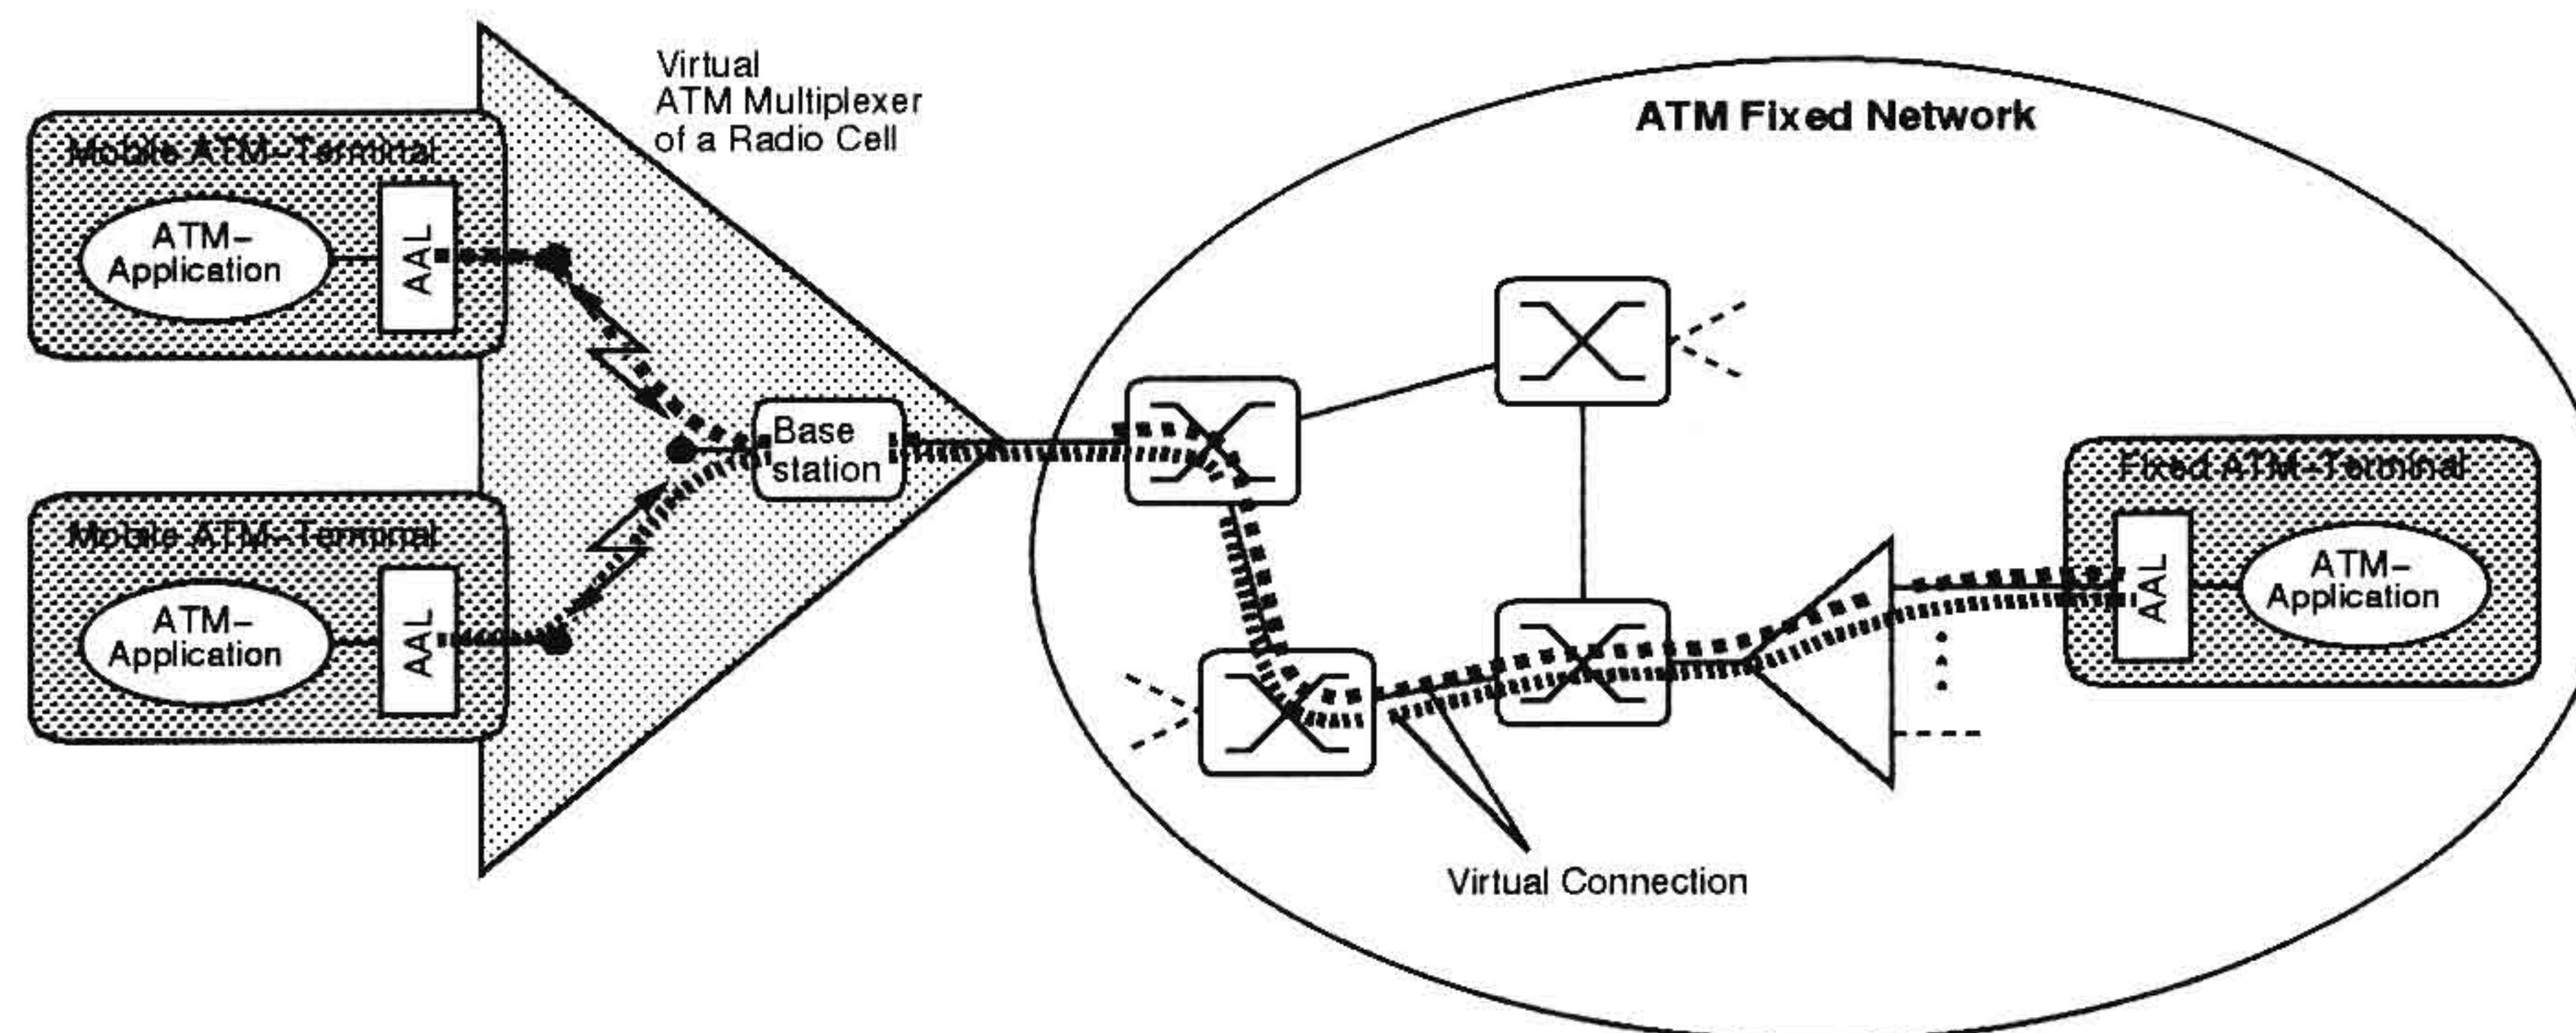 Virtual
ATM Multiplexer
of a Radio Cell
ATM Fixed Network
Mobile ATM-Terminal
ATM-
Application
AAL
Base
station
Mobile ATM-Terminal
ATM-
Application
AAL
Fixed ATM-Terminal
AAL
ATM-
Application
Virtual Connection